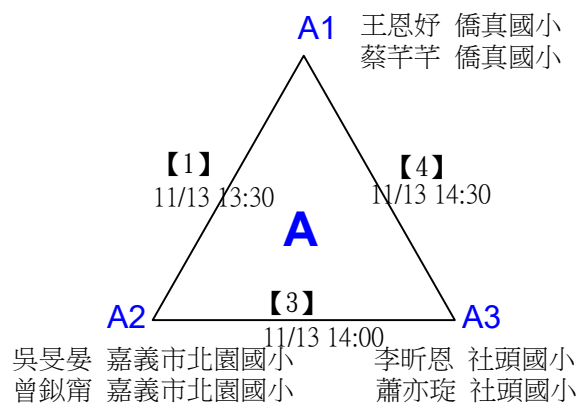 A1
王恩妤 僑真國小
蔡芊芊 僑真國小
【1】
11/13 13:30
【4】
11/13 14:30
A
A2
【3】
11/13 14:00
A3
吳旻晏 嘉義市北園國小
曾鈫甯 嘉義市北園國小
李昕恩 社頭國小
蕭亦琁 社頭國小